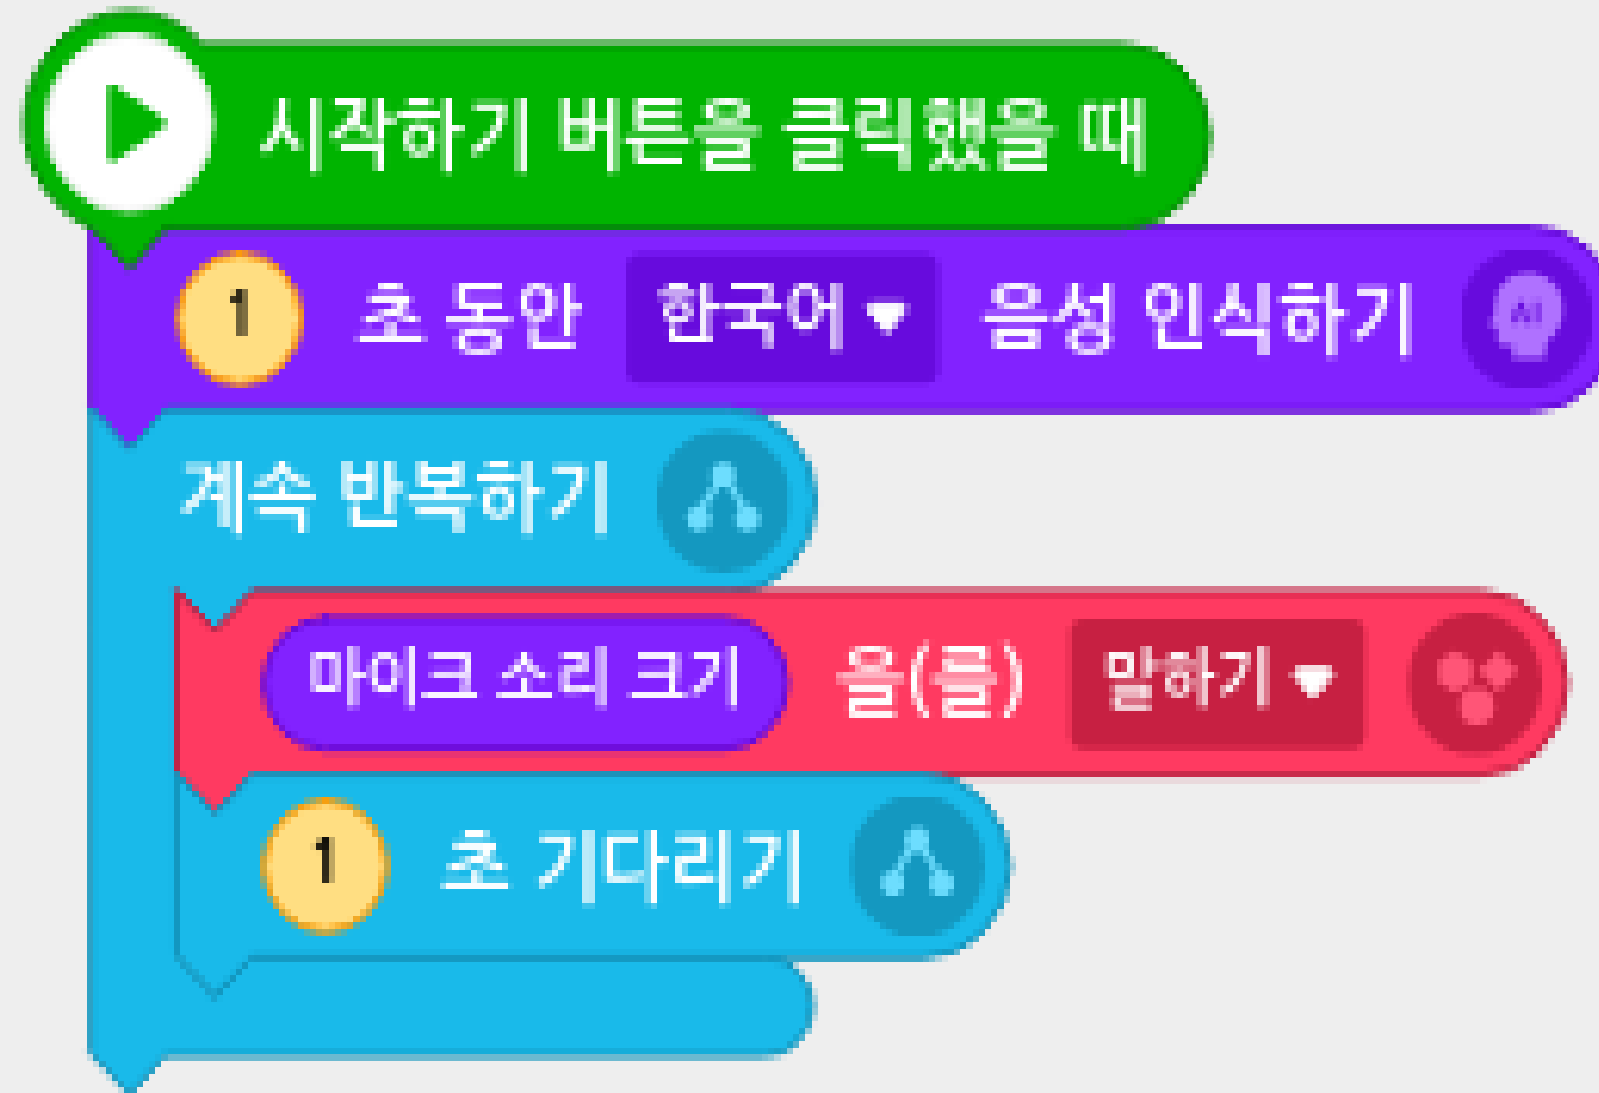 시작하기 버튼을 클릭했을 때
1 초 동안 한국어 음성 인식하기
계속 반복하기
마이크 소리 크기 을(를) 말하기
1 초 기다리기